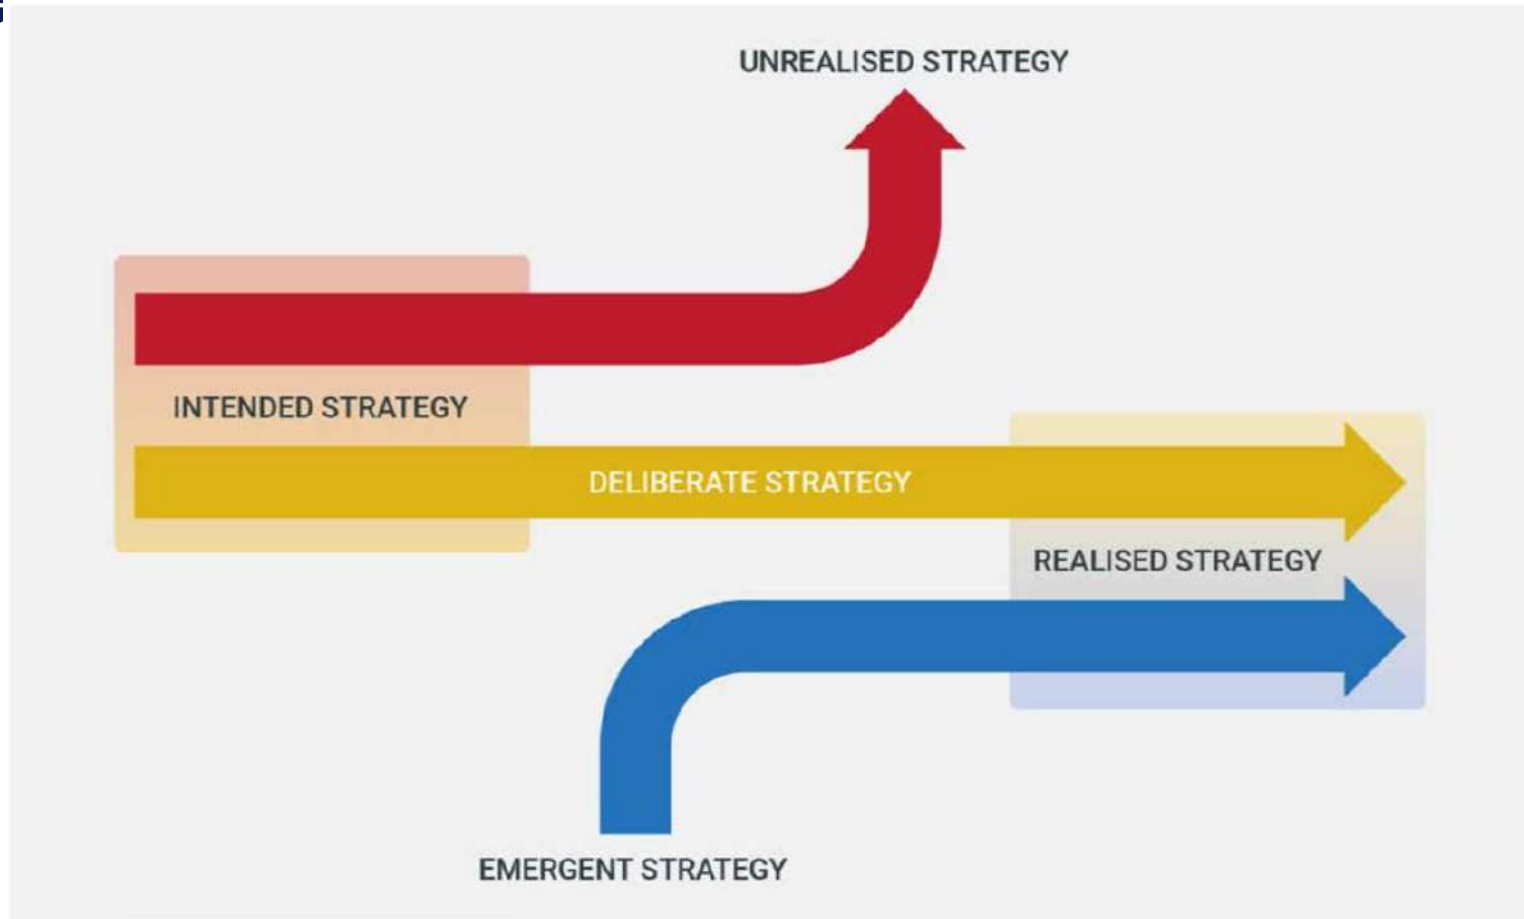 UNREALISED STRATEGY
INTENDED STRATEGY
DELIBERATE STRATEGY
REALISED STRATEGY
EMERGENT STRATEGY